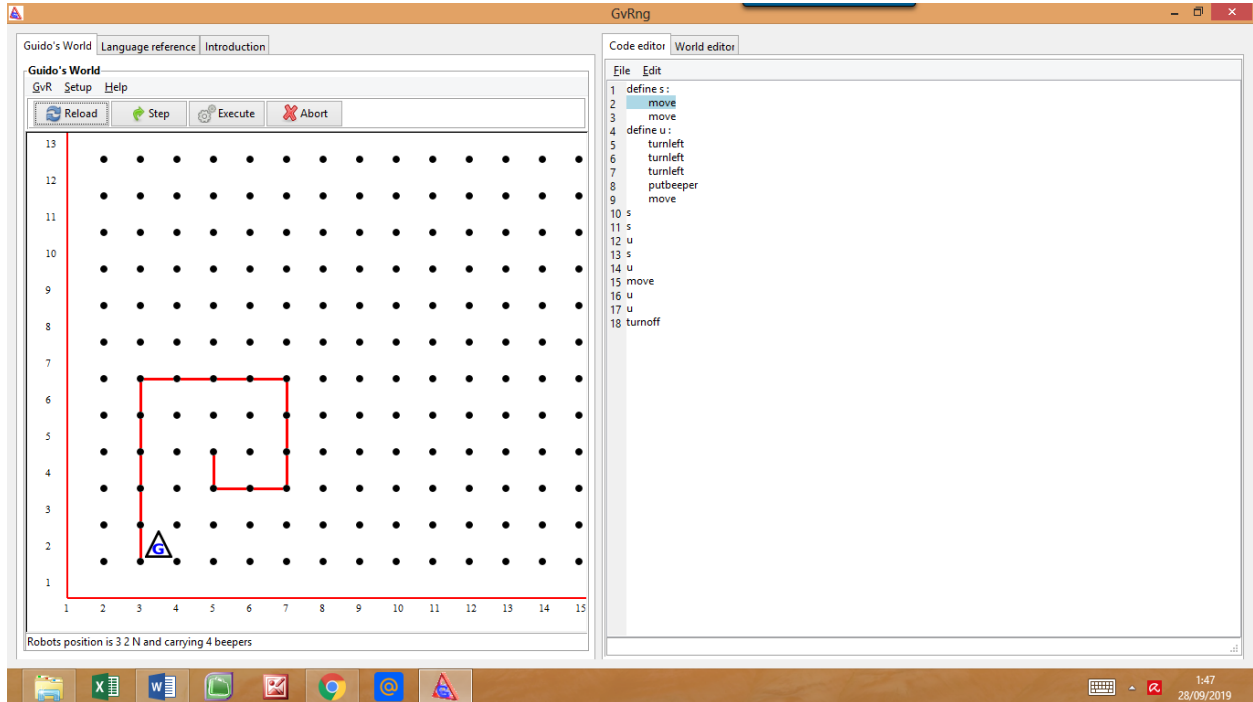 GvRng
Guido's World Language reference Introduction
Guido's World
GvR Setup Help
Reload Step Execute Abort
13
12
11
10
9
8
7
6
5
4
3
2
1
G
1 2 3 4 5 6 7 8 9 10 11 12 13 14 15
Robots position is 3 2 N and carrying 4 beepers
Code editor World editor
File Edit
1 define s :
2 move
3 move
4 define u :
5 turnleft
6 turnleft
7 turnleft
8 putbeeper
9 move
10 s
11 s
12 u
13 s
14 u
15 move
16 u
17 u
18 turnoff
1:47
28/09/2019